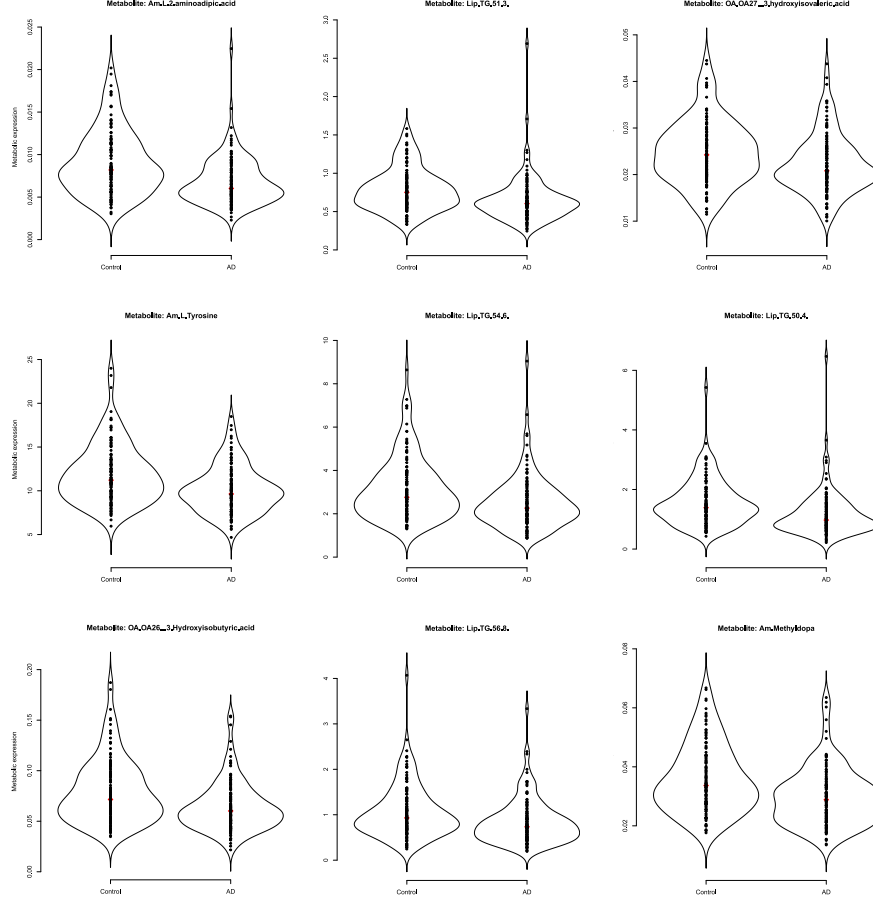 Metabolite: Am.L.2.aminoadipic.acid
Metabolic expression
0.025
0.020
0.015
0.010
0.005
0.000
Control
AD
Metabolite: Lip.TG.51.3.
3.0
2.5
2.0
1.5
1.0
0.5
0.0
Control
AD
Metabolite: OA.OA27__3.hydroxyisovaleric.acid
0.05
0.04
0.03
0.02
0.01
Control
AD
Metabolite: Am.L.Tyrosine
Metabolic expression
25
20
15
10
5
Control
AD
Metabolite: Lip.TG.54.6.
10
8
6
4
2
0
Control
AD
Metabolite: Lip.TG.50.4.
6
4
2
0
Control
AD
Metabolite: OA.OA26__3.Hydroxyisobutyric.acid
Metabolic expression
0.20
0.15
0.10
0.05
0.00
Control
AD
Metabolite: Lip.TG.56.8.
4
3
2
1
0
Control
AD
Metabolite: Am.Methyldopa
0.08
0.06
0.04
0.02
Control
AD